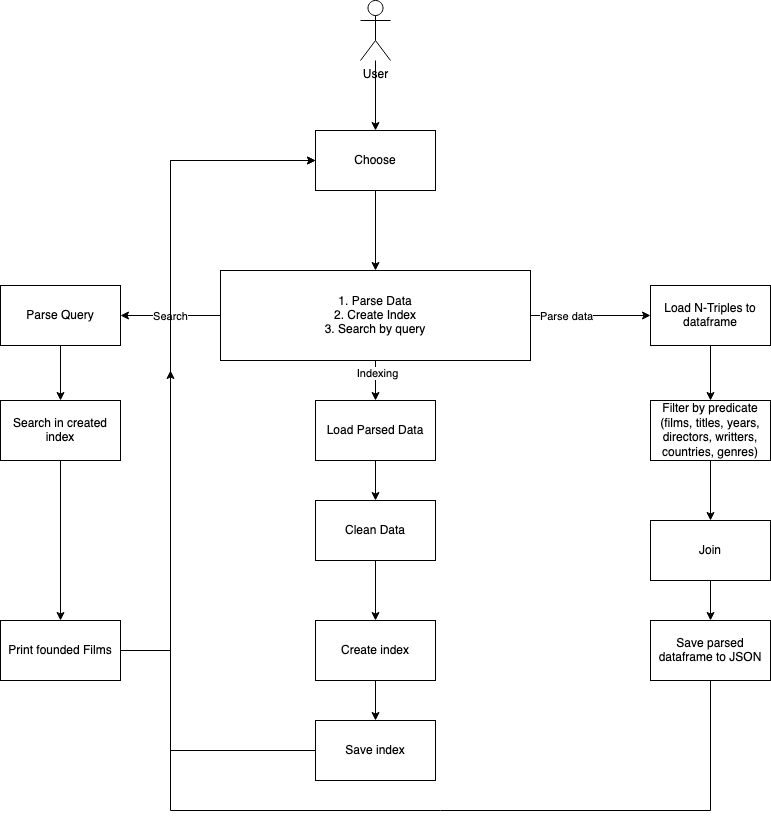 User
Choose
1. Parse Data
2. Create Index
3. Search by query
Search
Parse data
Indexing
Parse Query
Load N-Triples to
dataframe
Search in created
index
Load Parsed Data
Filter by predicate
(films, titles, years,
directors, writters,
countries, genres)
Clean Data
Join
Print founded Films
Create index
Save parsed
dataframe to JSON
Save index